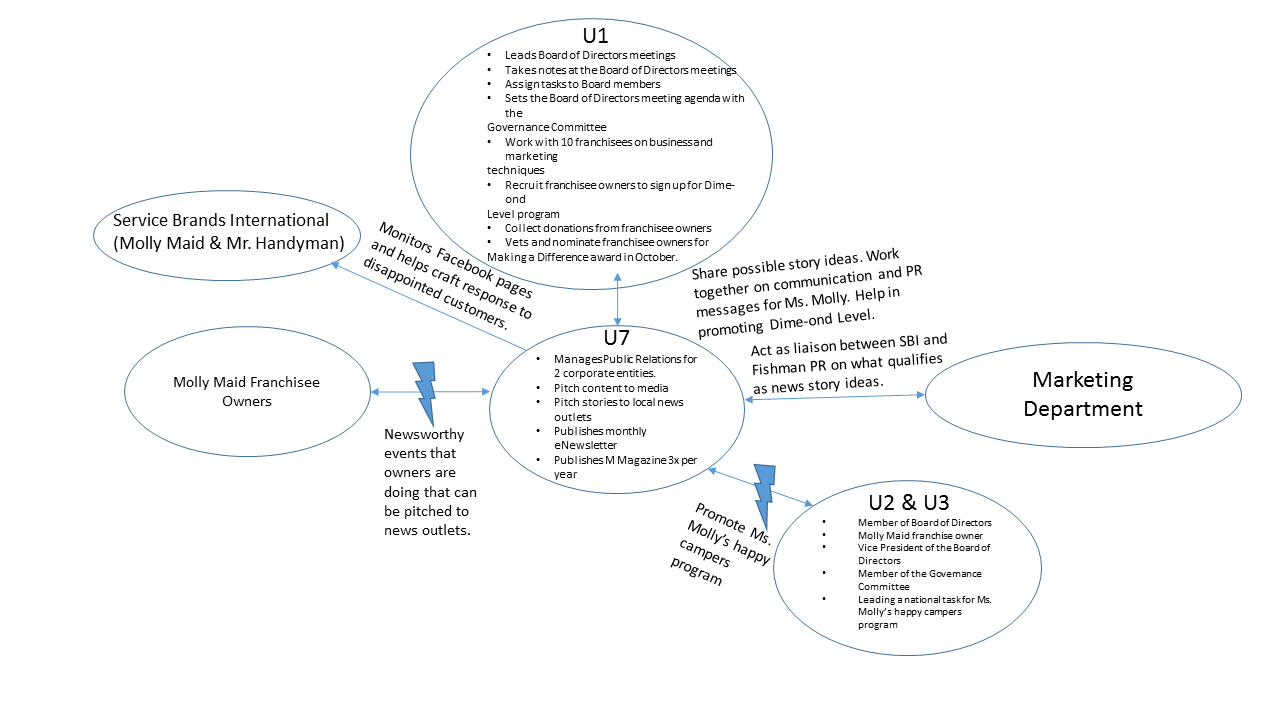 U1
• Leads Board of Directors meetings
• Takes notes at the Board of Directors meetings
• Assign tasks to Board members
• Sets the Board of Directors meeting agenda with
the
Governance Committee
• Work with 10 franchisees on business and
marketing
techniques
• Recruit franchisee owners to sign up for Dime-
ond
Level program
• Collect donations from franchisee owners
• Vets and nominate franchisee owners for
Making a Difference award in October.
Service Brands International
(Molly Maid & Mr. Handyman)
Monitors Facebook pages
and helps craft response to
disappointed customers.
Share possible story ideas. Work
together on communication and PR
messages for Ms. Molly. Help in
promoting Dime-ond Level.
U7
• Manages Public Relations for
2 corporate entities.
• Pitch content to media
• Pitch stories to local news
outlets
• Publishes monthly
eNewsletter
• Publishes M Magazine 3x per
year
Act as liaison between SBI and
Fishman PR on what qualifies
as news story ideas.
Marketing
Department
Molly Maid Franchisee
Owners
Newsworthy
events that
owners are
doing that can
be pitched to
news outlets.
Promote Ms.
Molly's happy
campers
program
U2 & U3
• Member of Board of Directors
• Molly Maid franchise owner
• Vice President of the Board of
Directors
• Member of the Governance
Committee
• Leading a national task for Ms.
Molly's happy campers
program